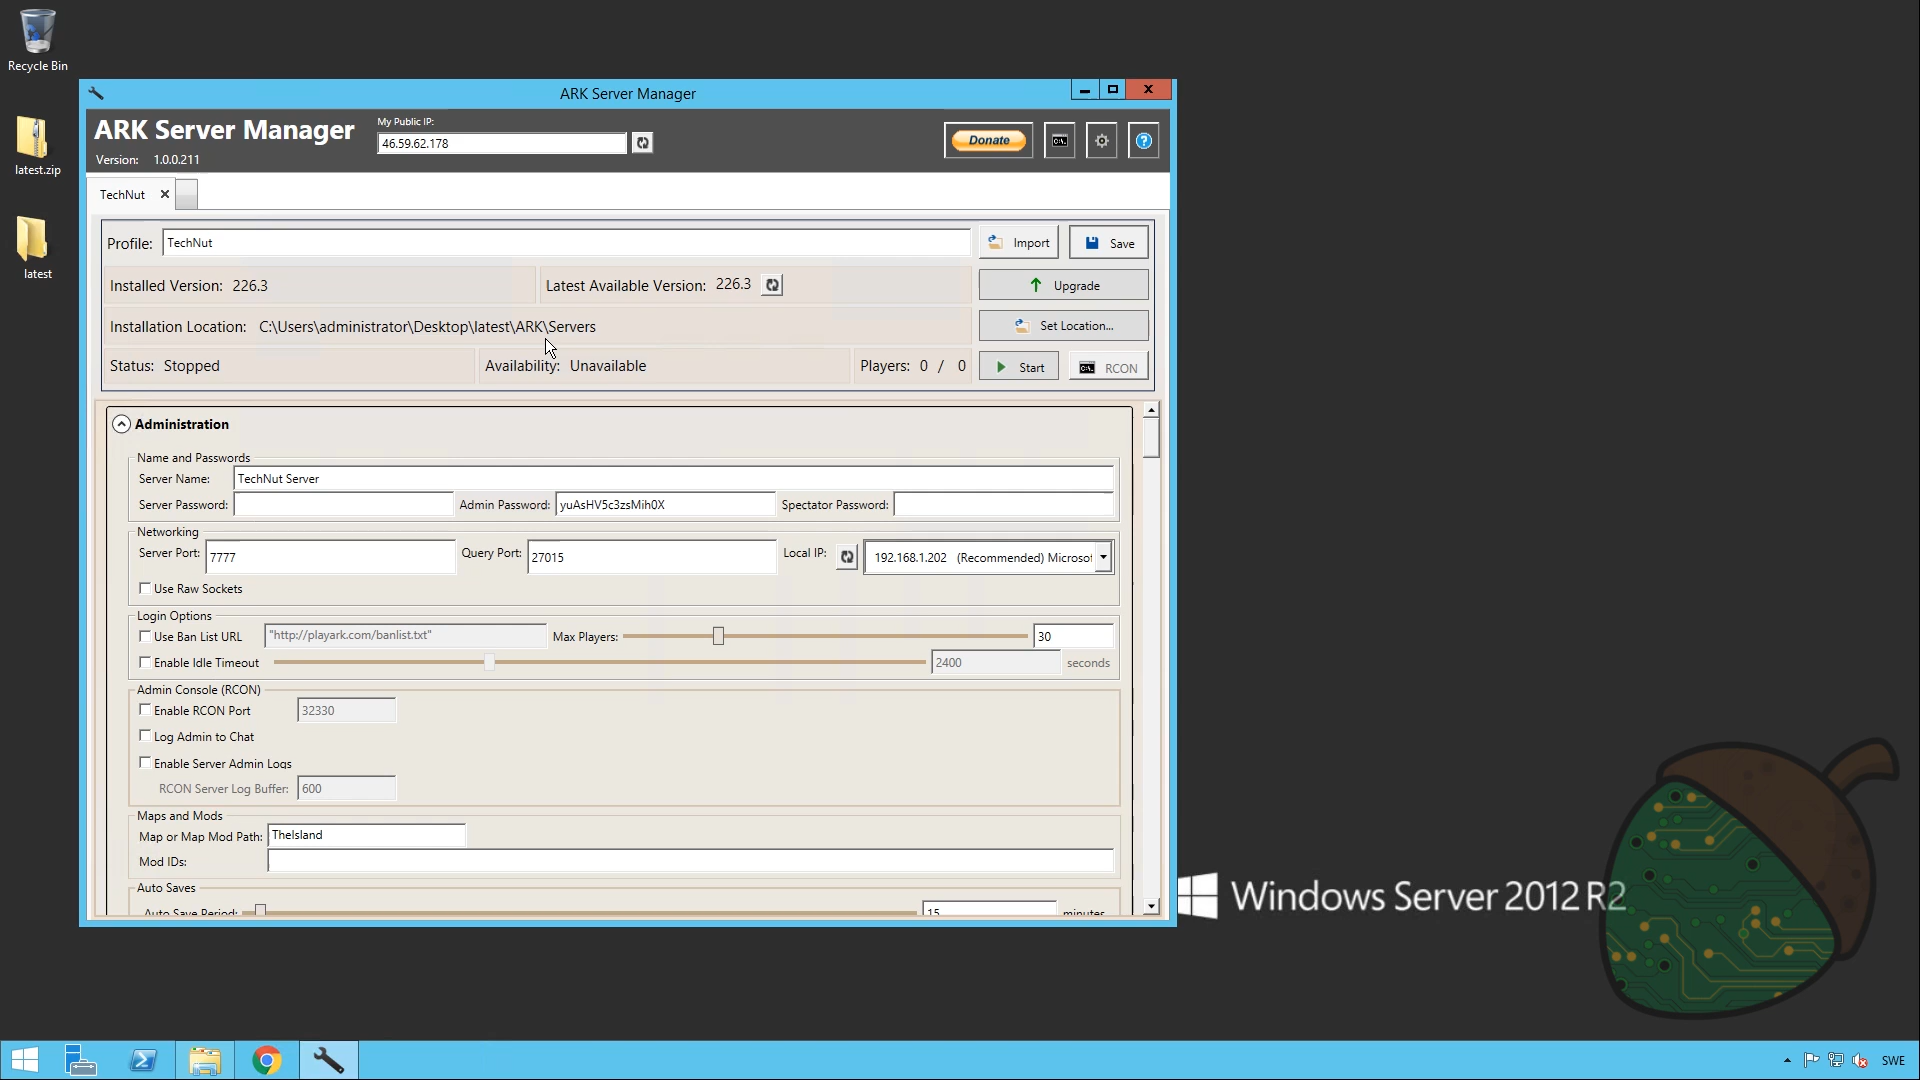 Recycle Bin
latest.zip
latest
ARK Server Manager
ARK Server Manager
Version: 1.0.0.211
My Public IP:
46.59.62.178
Donate
TechNut
Profile: TechNut
Import
Save
Installed Version: 226.3
Latest Available Version: 226.3
Upgrade
Installation Location: C:\Users\administrator\Desktop\latest\ARK\Servers
Set Location...
Status: Stopped
Availability: Unavailable
Players: 0 / 0
Start
RCON
Administration
Name and Passwords
Server Name: TechNut Server
Server Password:
Admin Password: yuAsHV5c3zsMih0X
Spectator Password:
Networking
Server Port: 7777
Query Port: 27015
Local IP: 192.168.1.202 (Recommended) Microsof
Use Raw Sockets
Login Options
Use Ban List URL "http://playark.com/banlist.txt"
Max Players: 30
Enable Idle Timeout 2400 seconds
Admin Console (RCON)
Enable RCON Port 32330
Log Admin to Chat
Enable Server Admin Logs
RCON Server Log Buffer: 600
Maps and Mods
Map or Map Mod Path: TheIsland
Mod IDs:
Auto Saves
Auto Save Period: 15 minutes
Windows Server 2012 R2
SWE